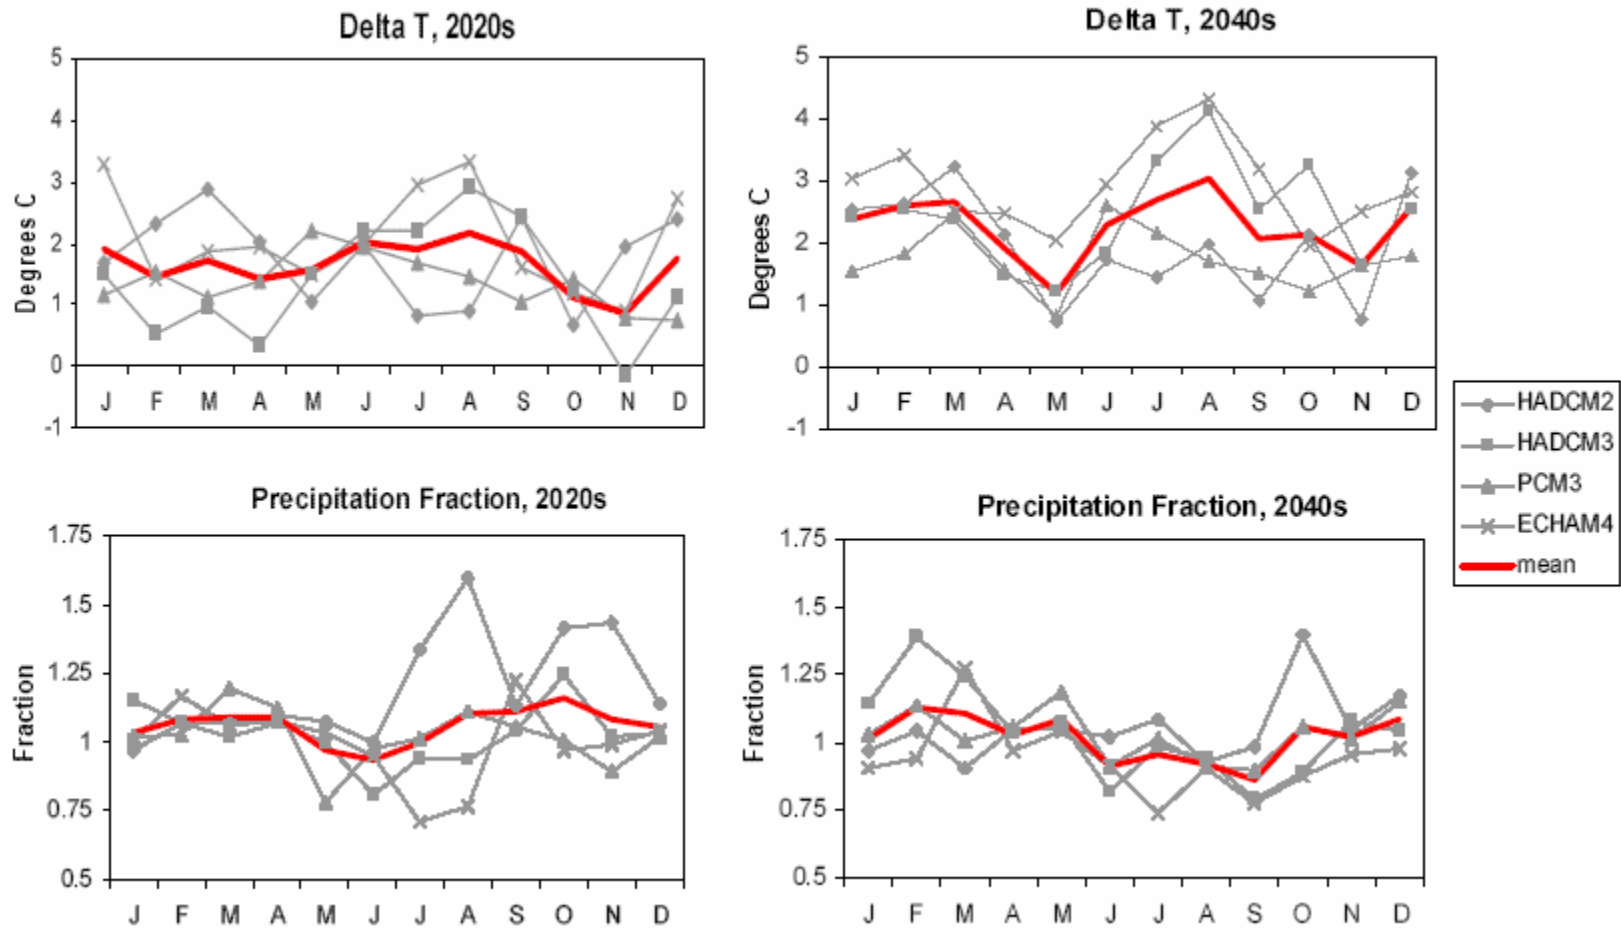 Delta T, 2020s
5
4
3
2
1
0
-1
Degrees C
J F M A M J J A S O N D
Delta T, 2040s
5
4
3
2
1
0
-1
Degrees C
J F M A M J J A S O N D
HADCM2
HADCM3
PCM3
ECHAM4
mean
Precipitation Fraction, 2020s
1.75
1.5
1.25
1
0.75
0.5
Fraction
J F M A M J J A S O N D
Precipitation Fraction, 2040s
1.75
1.5
1.25
1
0.75
0.5
Fraction
J F M A M J J A S O N D